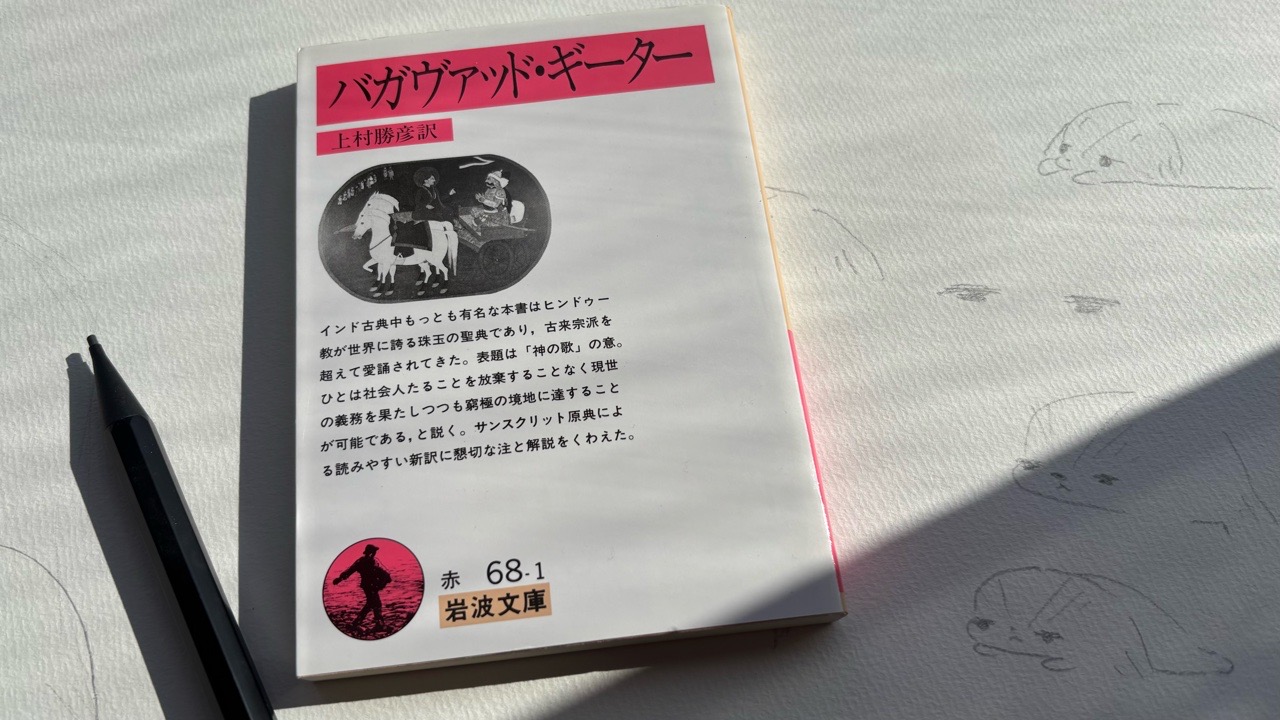 バガヴァッド・ギーター
上村勝彦訳
インド古典中もっとも有名な本書はヒンドゥー
教が世界に誇る珠玉の聖典であり，古来宗派を
超えて愛誦されてきた。表題は「神の歌」の意。
ひとは社会人たることを放棄することなく現世
の義務を果たしつつも窮極の境地に達すること
が可能である，と説く。サンスクリット原典によ
る読みやすい新訳に懇切な注と解説をくわえた。
赤 68-1
岩波文庫